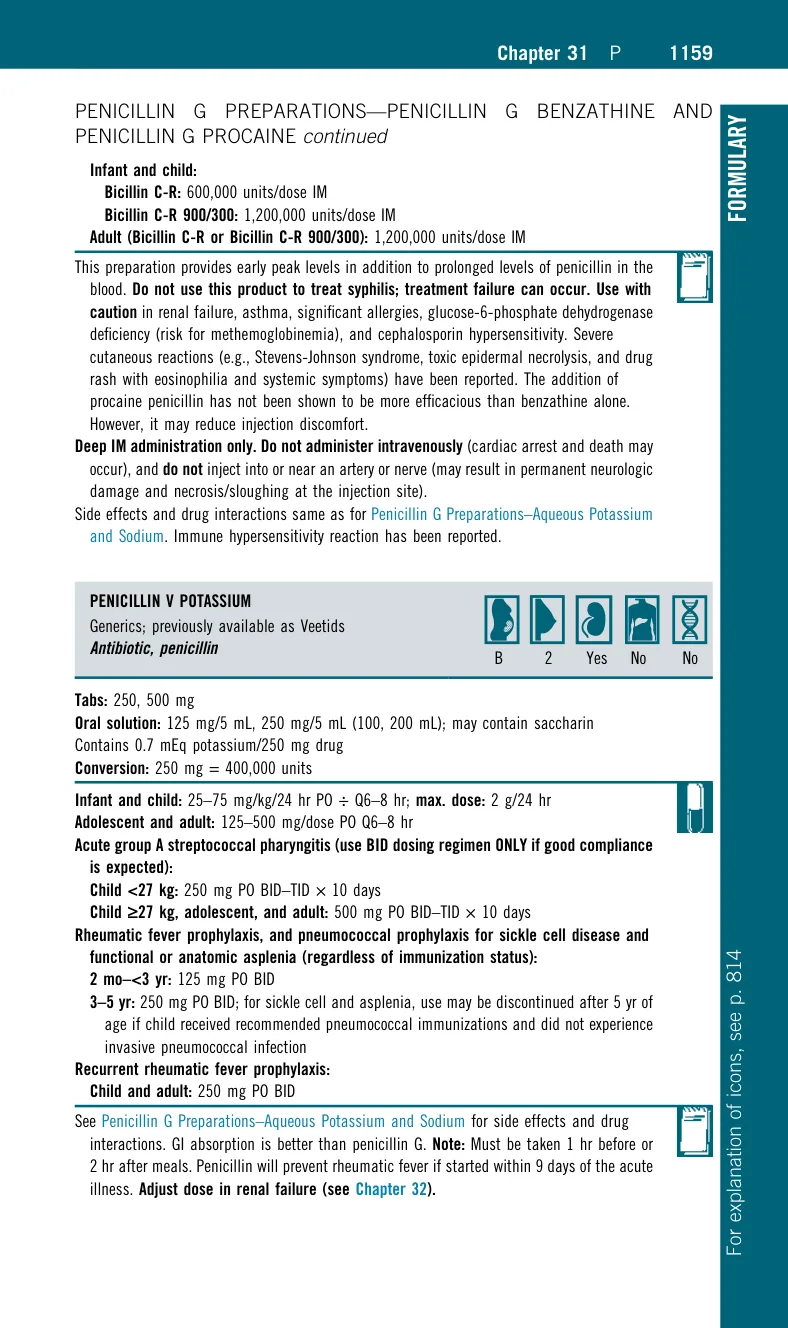 Chapter 31 P 1159
PENICILLIN G PREPARATIONS—PENICILLIN G BENZATHINE AND
PENICILLIN G PROCAINE continued
Infant and child:
Bicillin C-R: 600,000 units/dose IM
Bicillin C-R 900/300: 1,200,000 units/dose IM
Adult (Bicillin C-R or Bicillin C-R 900/300): 1,200,000 units/dose IM
This preparation provides early peak levels in addition to prolonged levels of penicillin in the
blood. Do not use this product to treat syphilis; treatment failure can occur. Use with
caution in renal failure, asthma, significant allergies, glucose-6-phosphate dehydrogenase
deficiency (risk for methemoglobinemia), and cephalosporin hypersensitivity. Severe
cutaneous reactions (e.g., Stevens-Johnson syndrome, toxic epidermal necrolysis, and drug
rash with eosinophilia and systemic symptoms) have been reported. The addition of
procaine penicillin has not been shown to be more efficacious than benzathine alone.
However, it may reduce injection discomfort.
Deep IM administration only. Do not administer intravenously (cardiac arrest and death may
occur), and do not inject into or near an artery or nerve (may result in permanent neurologic
damage and necrosis/sloughing at the injection site).
Side effects and drug interactions same as for Penicillin G Preparations–Aqueous Potassium
and Sodium. Immune hypersensitivity reaction has been reported.
PENICILLIN V POTASSIUM
Generics; previously available as Veetids
Antibiotic, penicillin
B 2 Yes No No
Tabs: 250, 500 mg
Oral solution: 125 mg/5 mL, 250 mg/5 mL (100, 200 mL); may contain saccharin
Contains 0.7 mEq potassium/250 mg drug
Conversion: 250 mg = 400,000 units
Infant and child: 25–75 mg/kg/24 hr PO ÷ Q6–8 hr; max. dose: 2 g/24 hr
Adolescent and adult: 125–500 mg/dose PO Q6–8 hr
Acute group A streptococcal pharyngitis (use BID dosing regimen ONLY if good compliance
is expected):
Child <27 kg: 250 mg PO BID–TID × 10 days
Child ≥27 kg, adolescent, and adult: 500 mg PO BID–TID × 10 days
Rheumatic fever prophylaxis, and pneumococcal prophylaxis for sickle cell disease and
functional or anatomic asplenia (regardless of immunization status):
2 mo–<3 yr: 125 mg PO BID
3–5 yr: 250 mg PO BID; for sickle cell and asplenia, use may be discontinued after 5 yr of
age if child received recommended pneumococcal immunizations and did not experience
invasive pneumococcal infection
Recurrent rheumatic fever prophylaxis:
Child and adult: 250 mg PO BID
See Penicillin G Preparations–Aqueous Potassium and Sodium for side effects and drug
interactions. GI absorption is better than penicillin G. Note: Must be taken 1 hr before or
2 hr after meals. Penicillin will prevent rheumatic fever if started within 9 days of the acute
illness. Adjust dose in renal failure (see Chapter 32).
FORMULARY
For explanation of icons, see p. 814